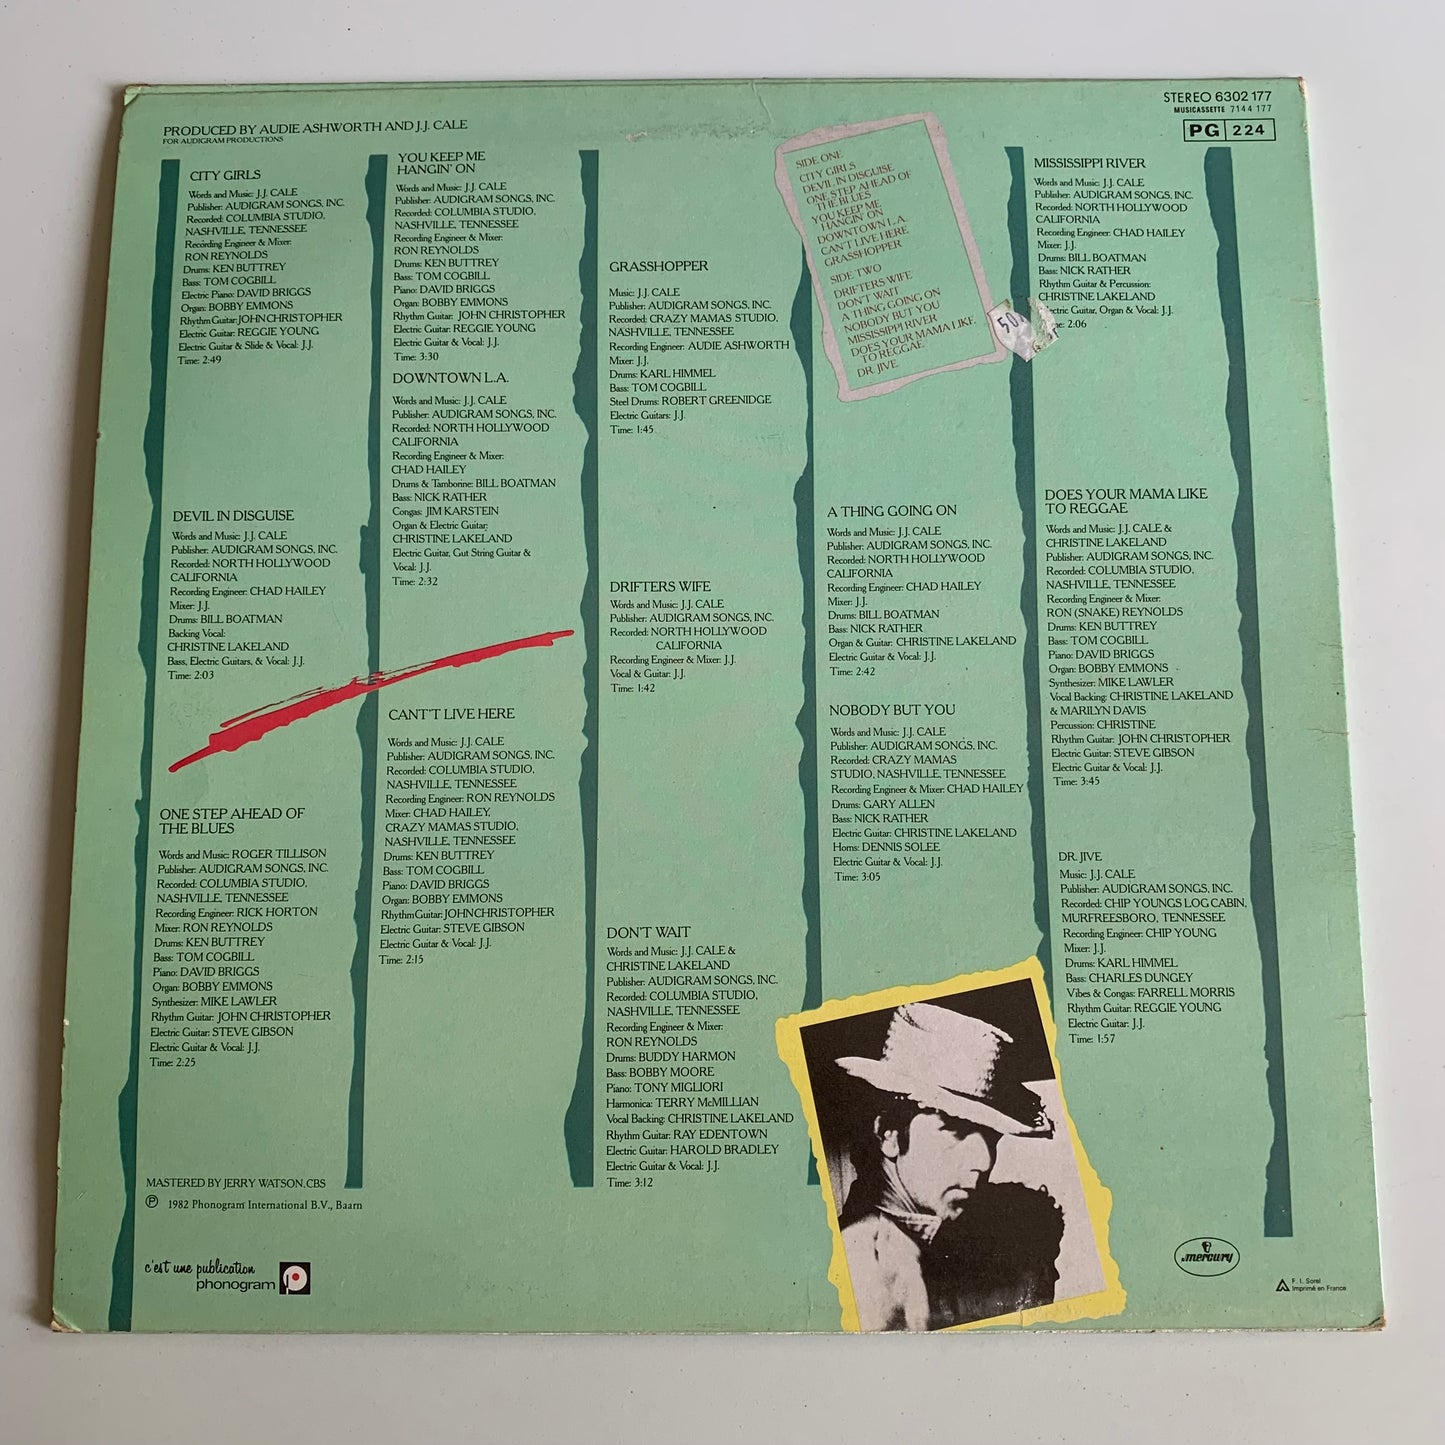 PRODUCED BY AUDIE ASHWORTH AND J.J. CALE
FOR AUDIGRAM PRODUCTIONS
STEREO 6302 177
MUSICASSETTE 7144 177
PG 224
CITY GIRLS
Words and Music: J.J. CALE
Publisher: AUDIGRAM SONGS, INC.
Recorded: COLUMBIA STUDIO,
NASHVILLE, TENNESSEE
Recording Engineer & Mixer:
RON REYNOLDS
Drums: KEN BUTTREY
Bass: TOM COGBILL
Electric Piano: DAVID BRIGGS
Organ: BOBBY EMMONS
Rhythm Guitar: JOHN CHRISTOPHER
Electric Guitar: REGGIE YOUNG
Electric Guitar & Slide & Vocal: J.J.
Time: 2:49
DEVIL IN DISGUISE
Words and Music: J.J. CALE
Publisher: AUDIGRAM SONGS, INC.
Recorded: NORTH HOLLYWOOD
CALIFORNIA
Recording Engineer: CHAD HAILEY
Mixer: J.J.
Drums: BILL BOATMAN
Backing Vocal:
CHRISTINE LAKELAND
Bass, Electric Guitars, & Vocal: J.J.
Time: 2:03
ONE STEP AHEAD OF
THE BLUES
Words and Music: ROGER TILLISON
Publisher: AUDIGRAM SONGS, INC.
Recorded: COLUMBIA STUDIO,
NASHVILLE, TENNESSEE
Recording Engineer: RICK HORTON
Mixer: RON REYNOLDS
Drums: KEN BUTTREY
Bass: TOM COGBILL
Piano: DAVID BRIGGS
Organ: BOBBY EMMONS
Synthesizer: MIKE LAWLER
Rhythm Guitar: JOHN CHRISTOPHER
Electric Guitar: STEVE GIBSON
Electric Guitar & Vocal: J.J.
Time: 2:25
YOU KEEP ME
HANGIN' ON
Words and Music: J.J. CALE
Publisher: AUDIGRAM SONGS, INC.
Recorded: COLUMBIA STUDIO,
NASHVILLE, TENNESSEE
Recording Engineer & Mixer:
RON REYNOLDS
Drums: KEN BUTTREY
Bass: TOM COGBILL
Piano: DAVID BRIGGS
Organ: BOBBY EMMONS
Rhythm Guitar: JOHN CHRISTOPHER
Electric Guitar: REGGIE YOUNG
Electric Guitar & Vocal: J.J.
Time: 3:30
DOWNTOWN L.A.
Words and Music: J.J. CALE
Publisher: AUDIGRAM SONGS, INC.
Recorded: NORTH HOLLYWOOD
CALIFORNIA
Recording Engineer & Mixer:
CHAD HAILEY
Drums & Tamborine: BILL BOATMAN
Bass: NICK RATHER
Congas: JIM KARSTEIN
Organ & Electric Guitar:
CHRISTINE LAKELAND
Electric Guitar, Gut String Guitar &
Vocal: J.J.
Time: 2:32
CANT'T LIVE HERE
Words and Music: J.J. CALE
Publisher: AUDIGRAM SONGS, INC.
Recorded: COLUMBIA STUDIO,
NASHVILLE, TENNESSEE
Recording Engineer: RON REYNOLDS
Mixer: CHAD HAILEY,
CRAZY MAMAS STUDIO,
NASHVILLE, TENNESSEE
Drums: KEN BUTTREY
Bass: TOM COGBILL
Piano: DAVID BRIGGS
Organ: BOBBY EMMONS
Rhythm Guitar: JOHN CHRISTOPHER
Electric Guitar: STEVE GIBSON
Electric Guitar & Vocal: J.J.
Time: 2:15
GRASSHOPPER
Music: J.J. CALE
Publisher: AUDIGRAM SONGS, INC.
Recorded: CRAZY MAMAS STUDIO,
NASHVILLE, TENNESSEE
Recording Engineer: AUDIE ASHWORTH
Mixer: J.J.
Drums: KARL HIMMEL
Bass: TOM COGBILL
Steel Drums: ROBERT GREENIDGE
Electric Guitars: J.J.
Time: 1:45
DRIFTERS WIFE
Words and Music: J.J. CALE
Publisher: AUDIGRAM SONGS, INC.
Recorded: NORTH HOLLYWOOD
CALIFORNIA
Recording Engineer & Mixer: J.J.
Vocal & Guitar: J.J.
Time: 1:42
DON'T WAIT
Words and Music: J.J. CALE &
CHRISTINE LAKELAND
Publisher: AUDIGRAM SONGS, INC.
Recorded: COLUMBIA STUDIO,
NASHVILLE, TENNESSEE
Recording Engineer & Mixer:
RON REYNOLDS
Drums: BUDDY HARMON
Bass: BOBBY MOORE
Piano: TONY MIGLIORI
Harmonica: TERRY McMILLIAN
Vocal Backing: CHRISTINE LAKELAND
Rhythm Guitar: RAY EDENTOWN
Electric Guitar: HAROLD BRADLEY
Electric Guitar & Vocal: J.J.
Time: 3:12
SIDE ONE
CITY GIRLS
DEVIL IN DISGUISE
ONE STEP AHEAD OF
THE BLUES
YOU KEEP ME
HANGIN' ON
DOWNTOWN L.A.
CAN'T LIVE HERE
GRASSHOPPER
SIDE TWO
DRIFTERS WIFE
DON'T WAIT
A THING GOING ON
NOBODY BUT YOU
MISSISSIPPI RIVER
DOES YOUR MAMA LIKE
TO REGGAE
DR. JIVE
50
A THING GOING ON
Words and Music: J.J. CALE
Publisher: AUDIGRAM SONGS, INC.
Recorded: NORTH HOLLYWOOD
CALIFORNIA
Recording Engineer: CHAD HAILEY
Mixer: J.J.
Drums: BILL BOATMAN
Bass: NICK RATHER
Organ & Guitar: CHRISTINE LAKELAND
Electric Guitar & Vocal: J.J.
Time: 2:42
NOBODY BUT YOU
Words and Music: J.J. CALE
Publisher: AUDIGRAM SONGS, INC.
Recorded: CRAZY MAMAS
STUDIO, NASHVILLE, TENNESSEE
Recording Engineer & Mixer: CHAD HAILEY
Drums: GARY ALLEN
Bass: NICK RATHER
Electric Guitar: CHRISTINE LAKELAND
Horns: DENNIS SOLEE
Electric Guitar & Vocal: J.J.
Time: 3:05
MISSISSIPPI RIVER
Words and Music: J.J. CALE
Publisher: AUDIGRAM SONGS, INC.
Recorded: NORTH HOLLYWOOD
CALIFORNIA
Recording Engineer: CHAD HAILEY
Mixer: J.J.
Drums: BILL BOATMAN
Bass: NICK RATHER
Rhythm Guitar & Percussion:
CHRISTINE LAKELAND
ectric Guitar, Organ & Vocal: J.J.
2:06
DOES YOUR MAMA LIKE
TO REGGAE
Words and Music: J.J. CALE &
CHRISTINE LAKELAND
Publisher: AUDIGRAM SONGS, INC.
Recorded: COLUMBIA STUDIO,
NASHVILLE, TENNESSEE
Recording Engineer & Mixer:
RON (SNAKE) REYNOLDS
Drums: KEN BUTTREY
Bass: TOM COGBILL
Piano: DAVID BRIGGS
Organ: BOBBY EMMONS
Synthesizer: MIKE LAWLER
Vocal Backing: CHRISTINE LAKELAND
& MARILYN DAVIS
Percussion: CHRISTINE
Rhythm Guitar: JOHN CHRISTOPHER
Electric Guitar: STEVE GIBSON
Electric Guitar & Vocal: J.J.
Time: 3:45
DR. JIVE
Music: J.J. CALE
Publisher: AUDIGRAM SONGS, INC.
Recorded: CHIP YOUNGS LOG CABIN,
MURFREESBORO, TENNESSEE
Recording Engineer: CHIP YOUNG
Mixer: J.J.
Drums: KARL HIMMEL
Bass: CHARLES DUNGEY
Vibes & Congas: FARRELL MORRIS
Rhythm Guitar: REGGIE YOUNG
Electric Guitar: J.J.
Time: 1:57
MASTERED BY JERRY WATSON, CBS
Ⓟ 1982 Phonogram International B.V., Baarn
c'est une publication
phonogram
mercury
F. I. Sorel
Imprimé en France